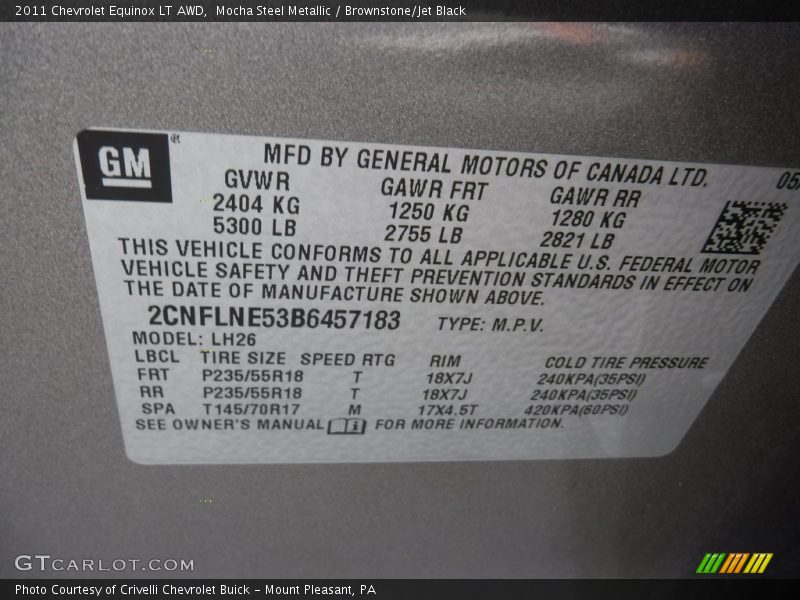 2011 Chevrolet Equinox LT AWD, Mocha Steel Metallic / Brownstone/Jet Black
GM ®
MFD BY GENERAL MOTORS OF CANADA LTD.
GVWR GAWR FRT GAWR RR
2404 KG 1250 KG 1280 KG
5300 LB 2755 LB 2821 LB
THIS VEHICLE CONFORMS TO ALL APPLICABLE U.S. FEDERAL MOTOR
VEHICLE SAFETY AND THEFT PREVENTION STANDARDS IN EFFECT ON
THE DATE OF MANUFACTURE SHOWN ABOVE.
2CNFLNE53B6457183 TYPE: M.P.V.
MODEL: LH26
LBCL TIRE SIZE SPEED RTG RIM COLD TIRE PRESSURE
FRT P235/55R18 T 18X7J 240KPA(35PSI)
RR P235/55R18 T 18X7J 240KPA(35PSI)
SPA T145/70R17 M 17X4.5T 420KPA(60PSI)
SEE OWNER'S MANUAL i FOR MORE INFORMATION.
GTCARLOT.COM
Photo Courtesy of Crivelli Chevrolet Buick - Mount Pleasant, PA